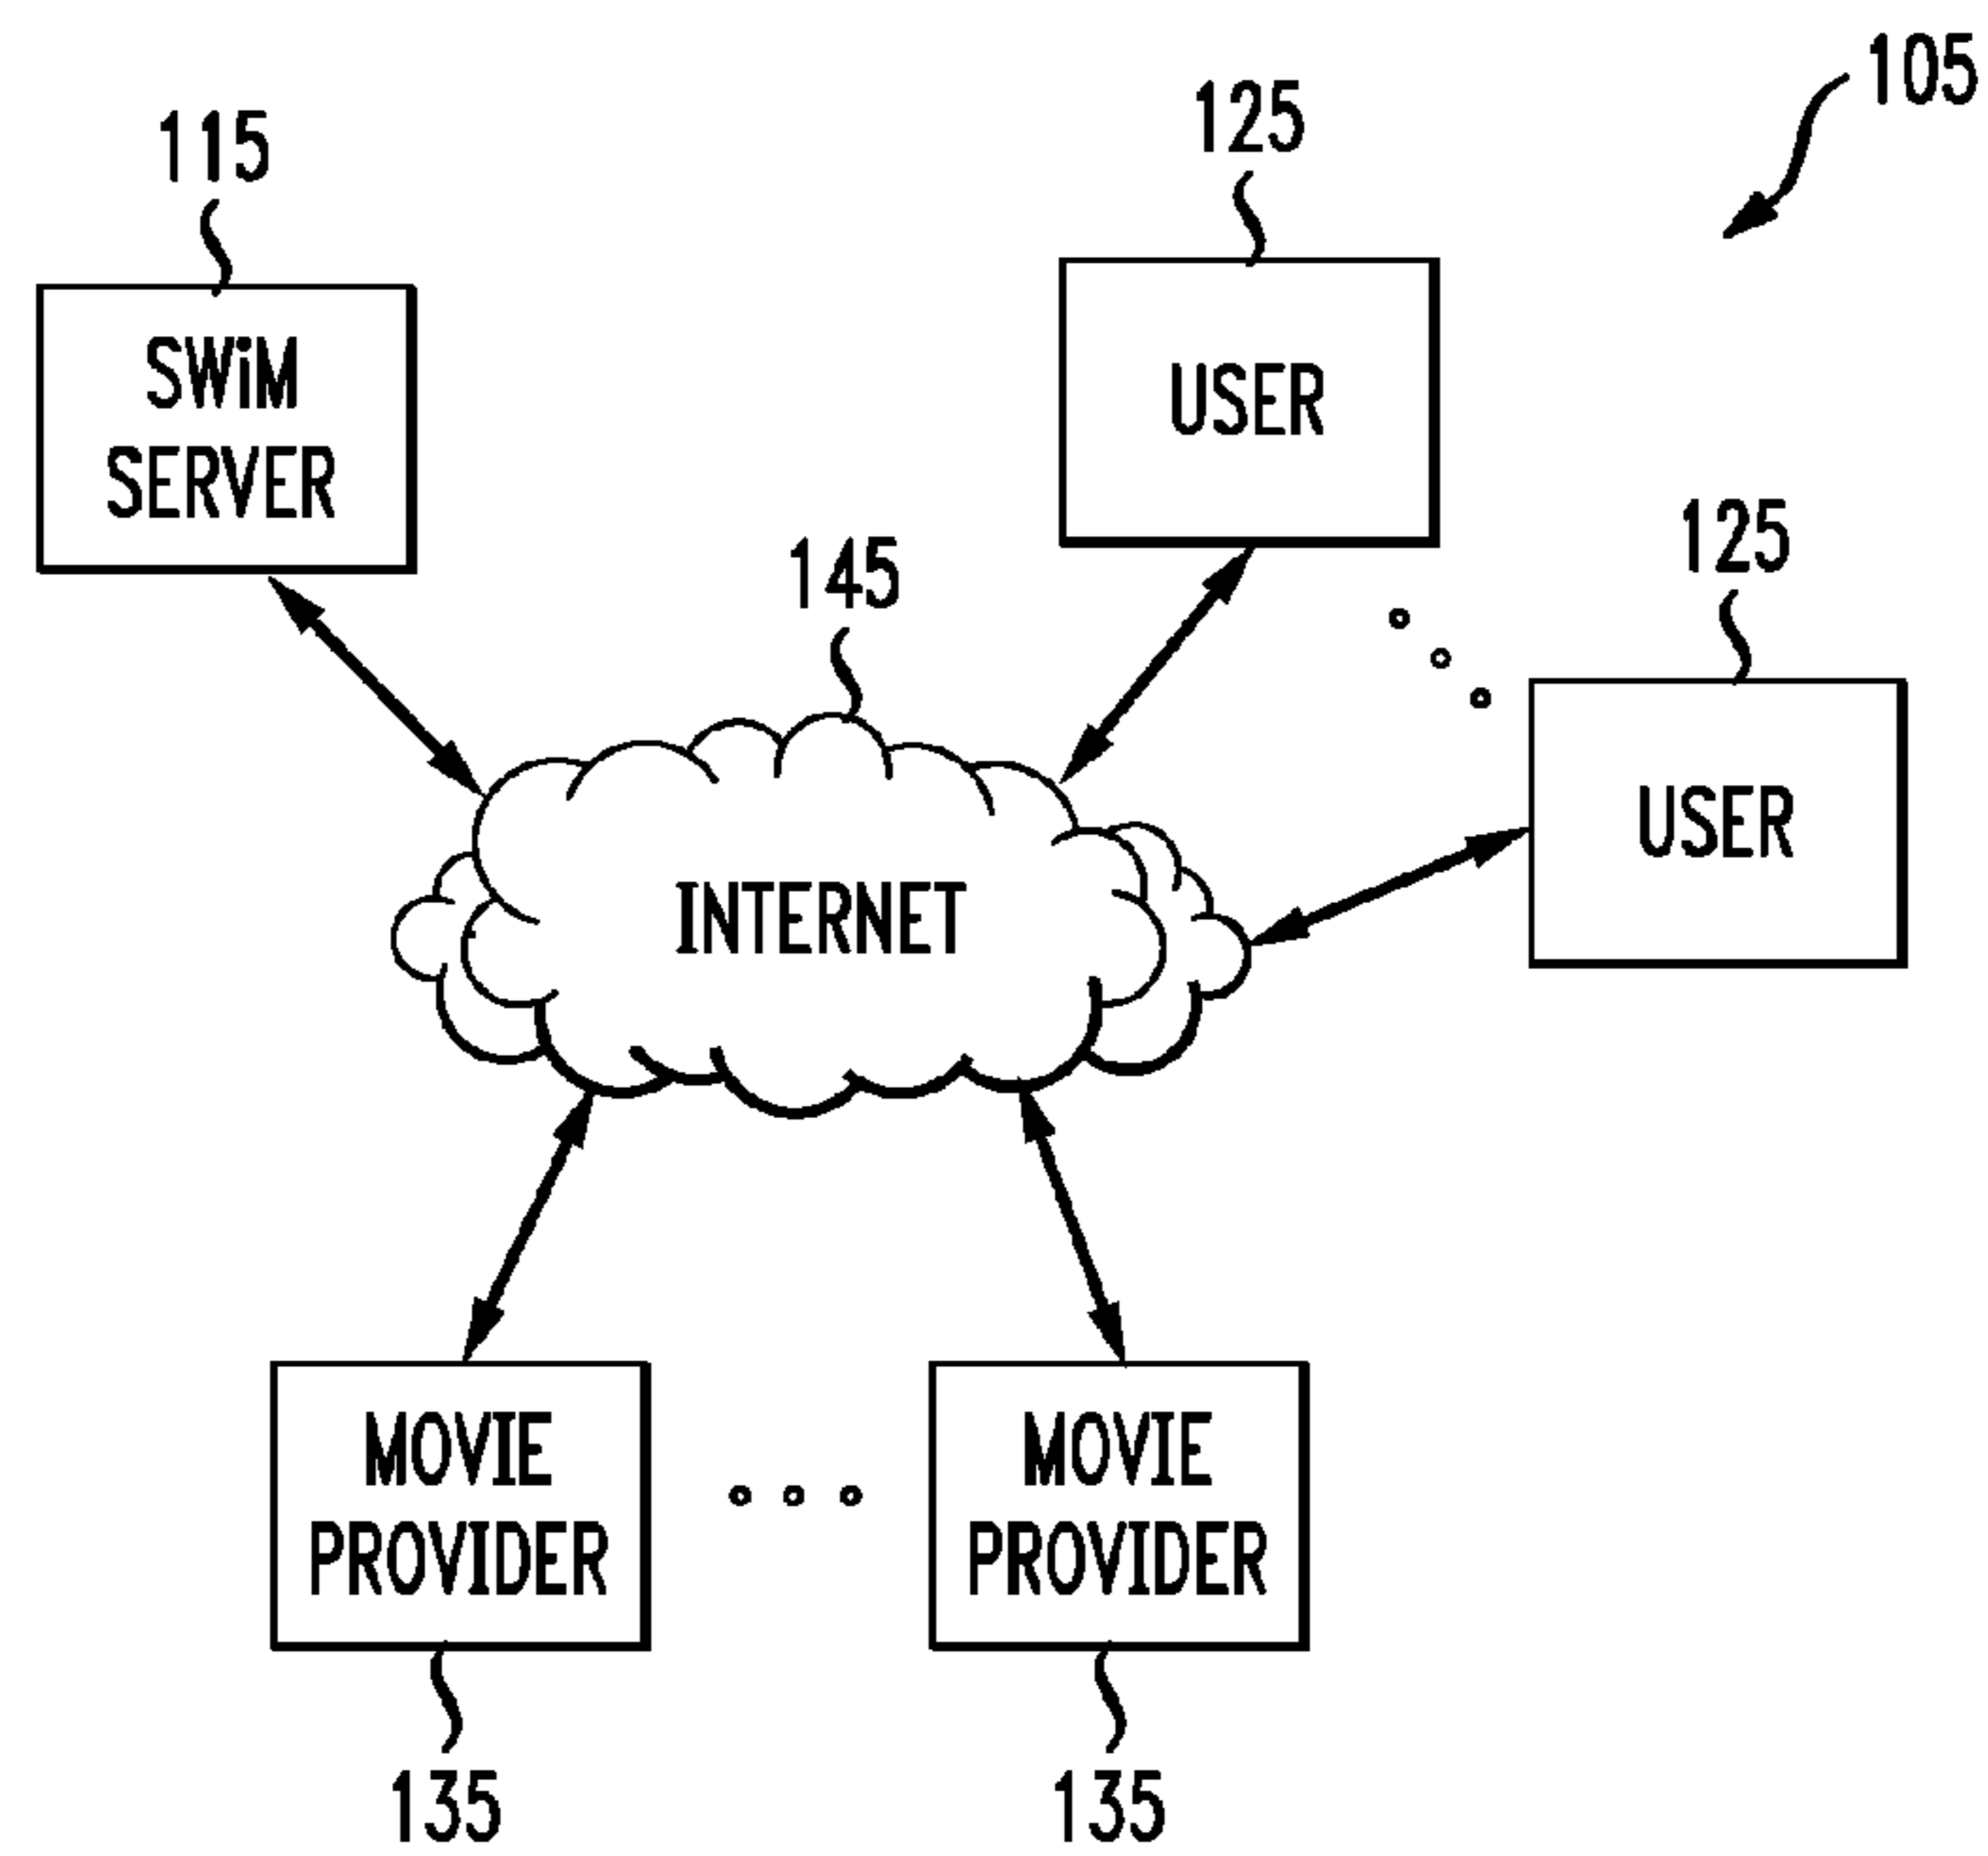 105
125
115
SWiM
SERVER
USER
125
145
USER
INTERNET
MOVIE
PROVIDER
MOVIE
PROVIDER
135
135